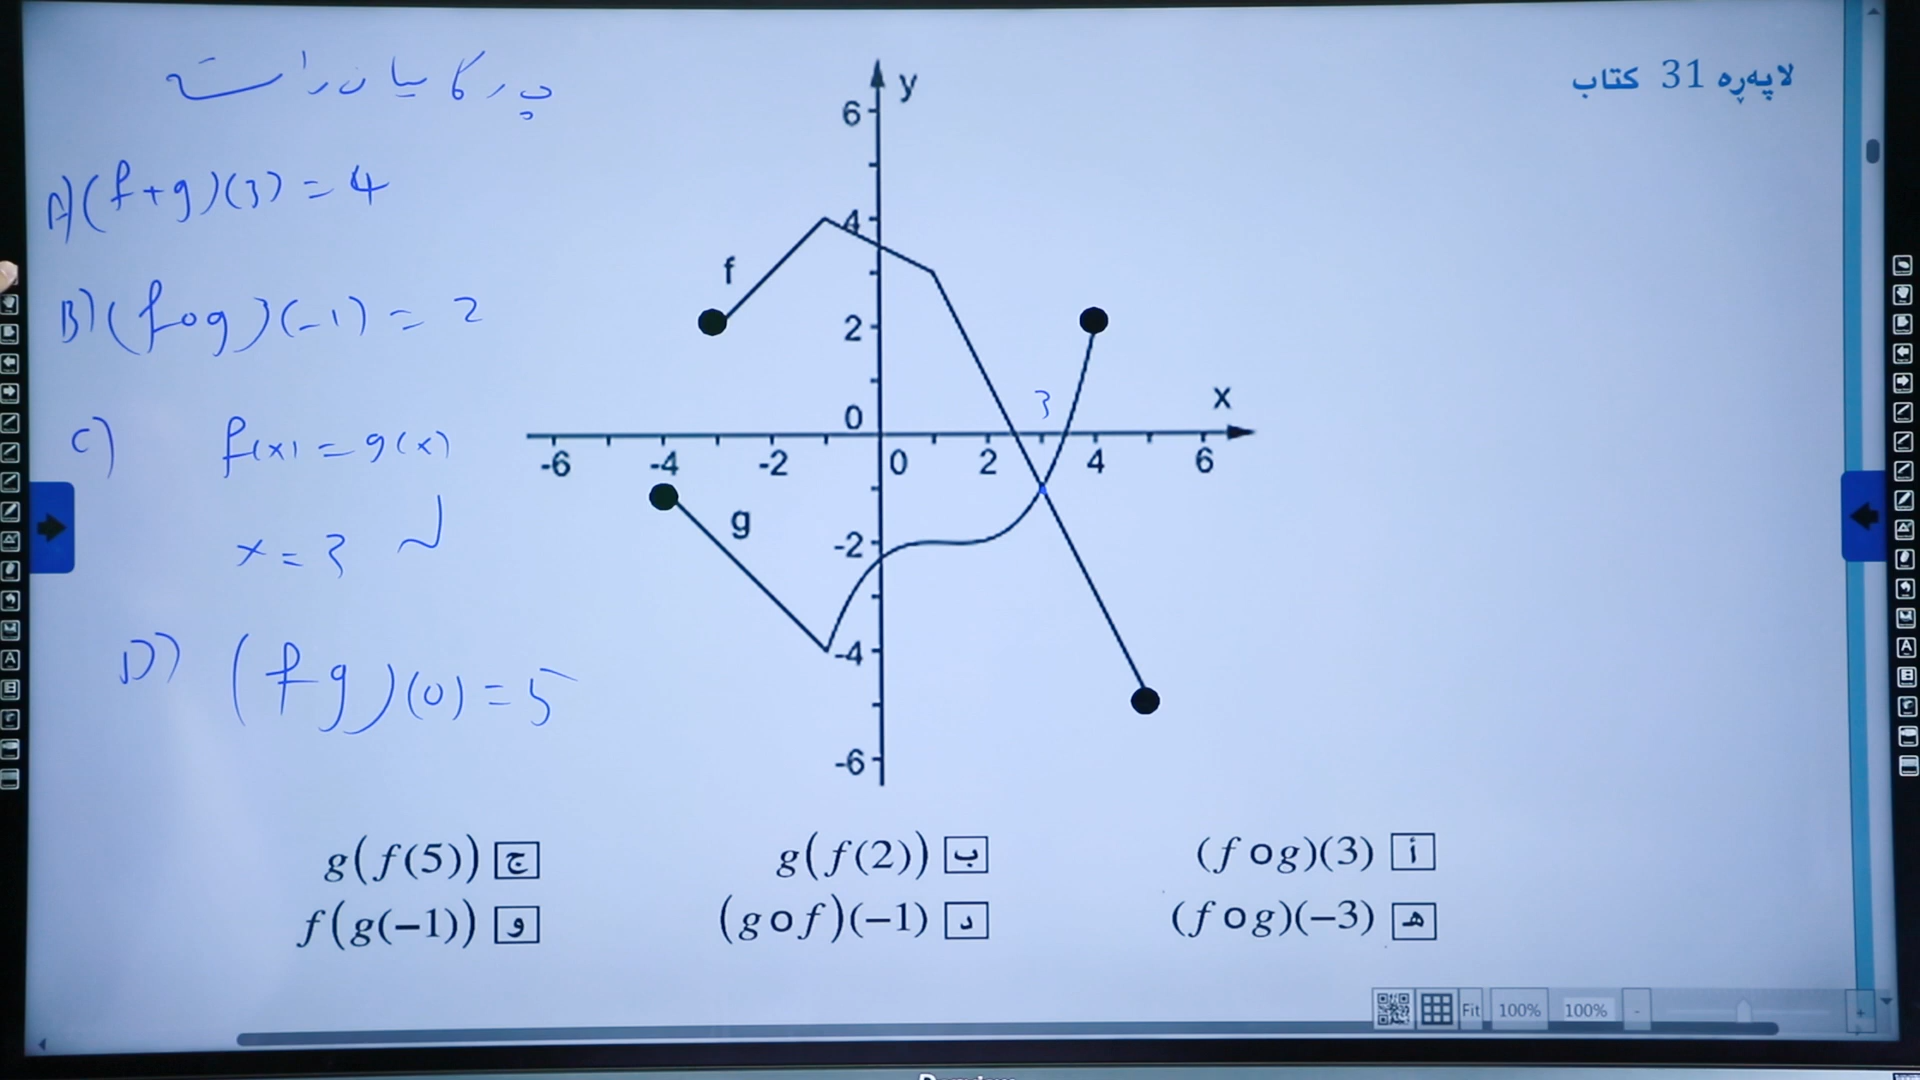 لاپەڕە 31 کتاب
A) (f+g)(3) = 4
B) (fog)(-1) = 2
C) f(x) = g(x)
x = 3
D) (fg)(0) = 5
y
6
4
2
0
-2
-4
-6
f
g
3
x
-6 -4 -2 0 2 4 6
أ (f o g)(3) ب g(f(2)) ج g(f(5))
هـ (f o g)(−3) د (g o f)(−1) و f(g(−1))
Fit 100% 100% - +